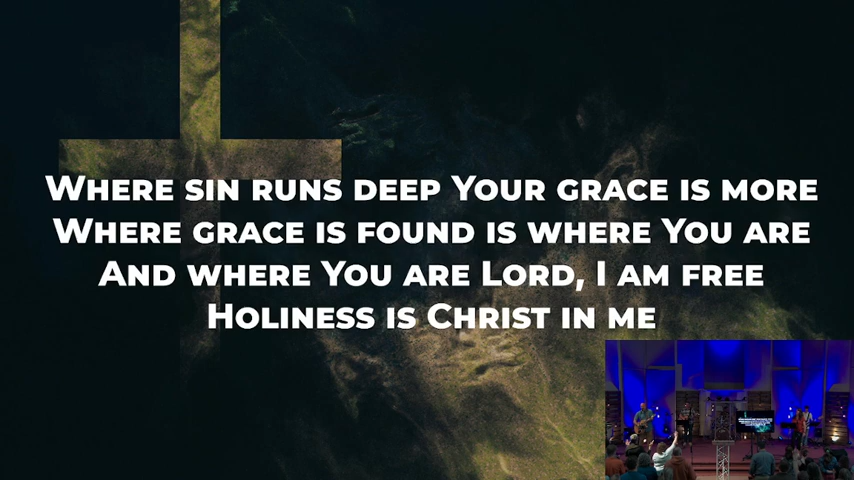 Where sin runs deep Your grace is more
Where grace is found is where You are
And where You are Lord, I am free
Holiness is Christ in me